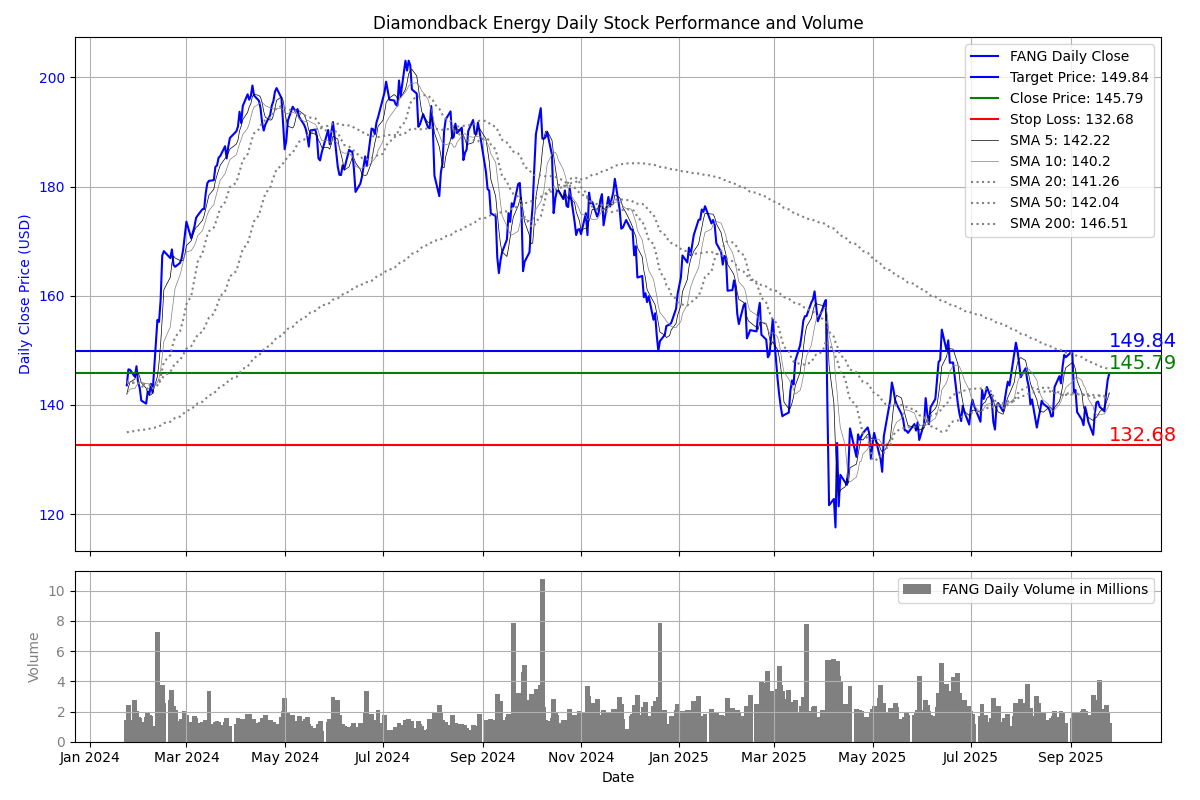 Diamondback Energy Daily Stock Performance and Volume
Daily Close Price (USD)
200
180
160
140
120
FANG Daily Close
Target Price: 149.84
Close Price: 145.79
Stop Loss: 132.68
SMA 5: 142.22
SMA 10: 140.2
SMA 20: 141.26
SMA 50: 142.04
SMA 200: 146.51
149.84
145.79
132.68
Volume
10
8
6
4
2
0
FANG Daily Volume in Millions
Jan 2024 Mar 2024 May 2024 Jul 2024 Sep 2024 Nov 2024 Jan 2025 Mar 2025 May 2025 Jul 2025 Sep 2025
Date